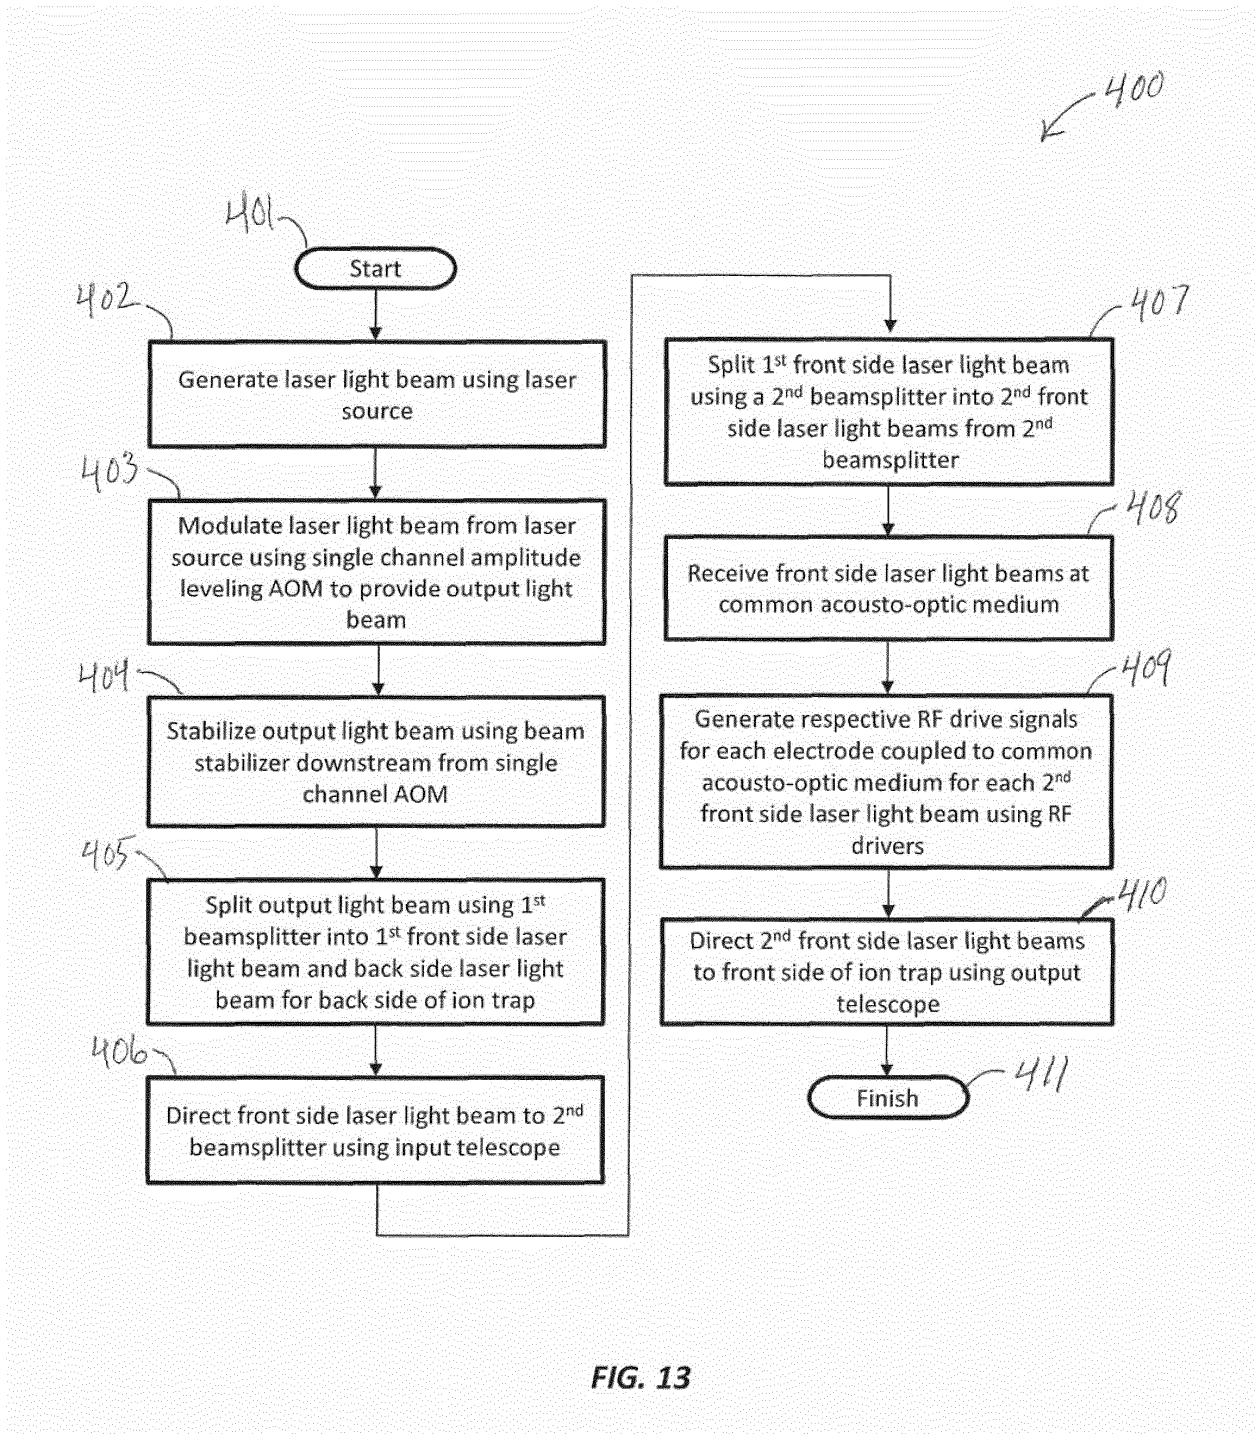 400
401
Start
402
Generate laser light beam using laser
source
403
Modulate laser light beam from laser
source using single channel amplitude
leveling AOM to provide output light
beam
404
Stabilize output light beam using beam
stabilizer downstream from single
channel AOM
405
Split output light beam using 1st
beamsplitter into 1st front side laser
light beam and back side laser light
beam for back side of ion trap
406
Direct front side laser light beam to 2nd
beamsplitter using input telescope
407
Split 1st front side laser light beam
using a 2nd beamsplitter into 2nd front
side laser light beams from 2nd
beamsplitter
408
Receive front side laser light beams at
common acousto-optic medium
409
Generate respective RF drive signals
for each electrode coupled to common
acousto-optic medium for each 2nd
front side laser light beam using RF
drivers
410
Direct 2nd front side laser light beams
to front side of ion trap using output
telescope
411
Finish
FIG. 13